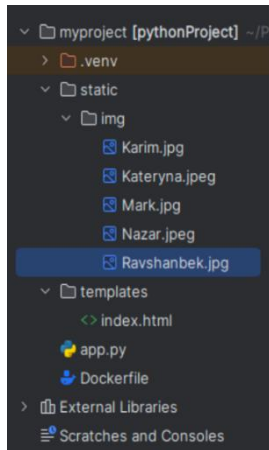 myproject [pythonProject] ~/P
.venv
static
img
Karim.jpg
Kateryna.jpeg
Mark.jpg
Nazar.jpeg
Ravshanbek.jpg
templates
<> index.html
app.py
Dockerfile
External Libraries
Scratches and Consoles